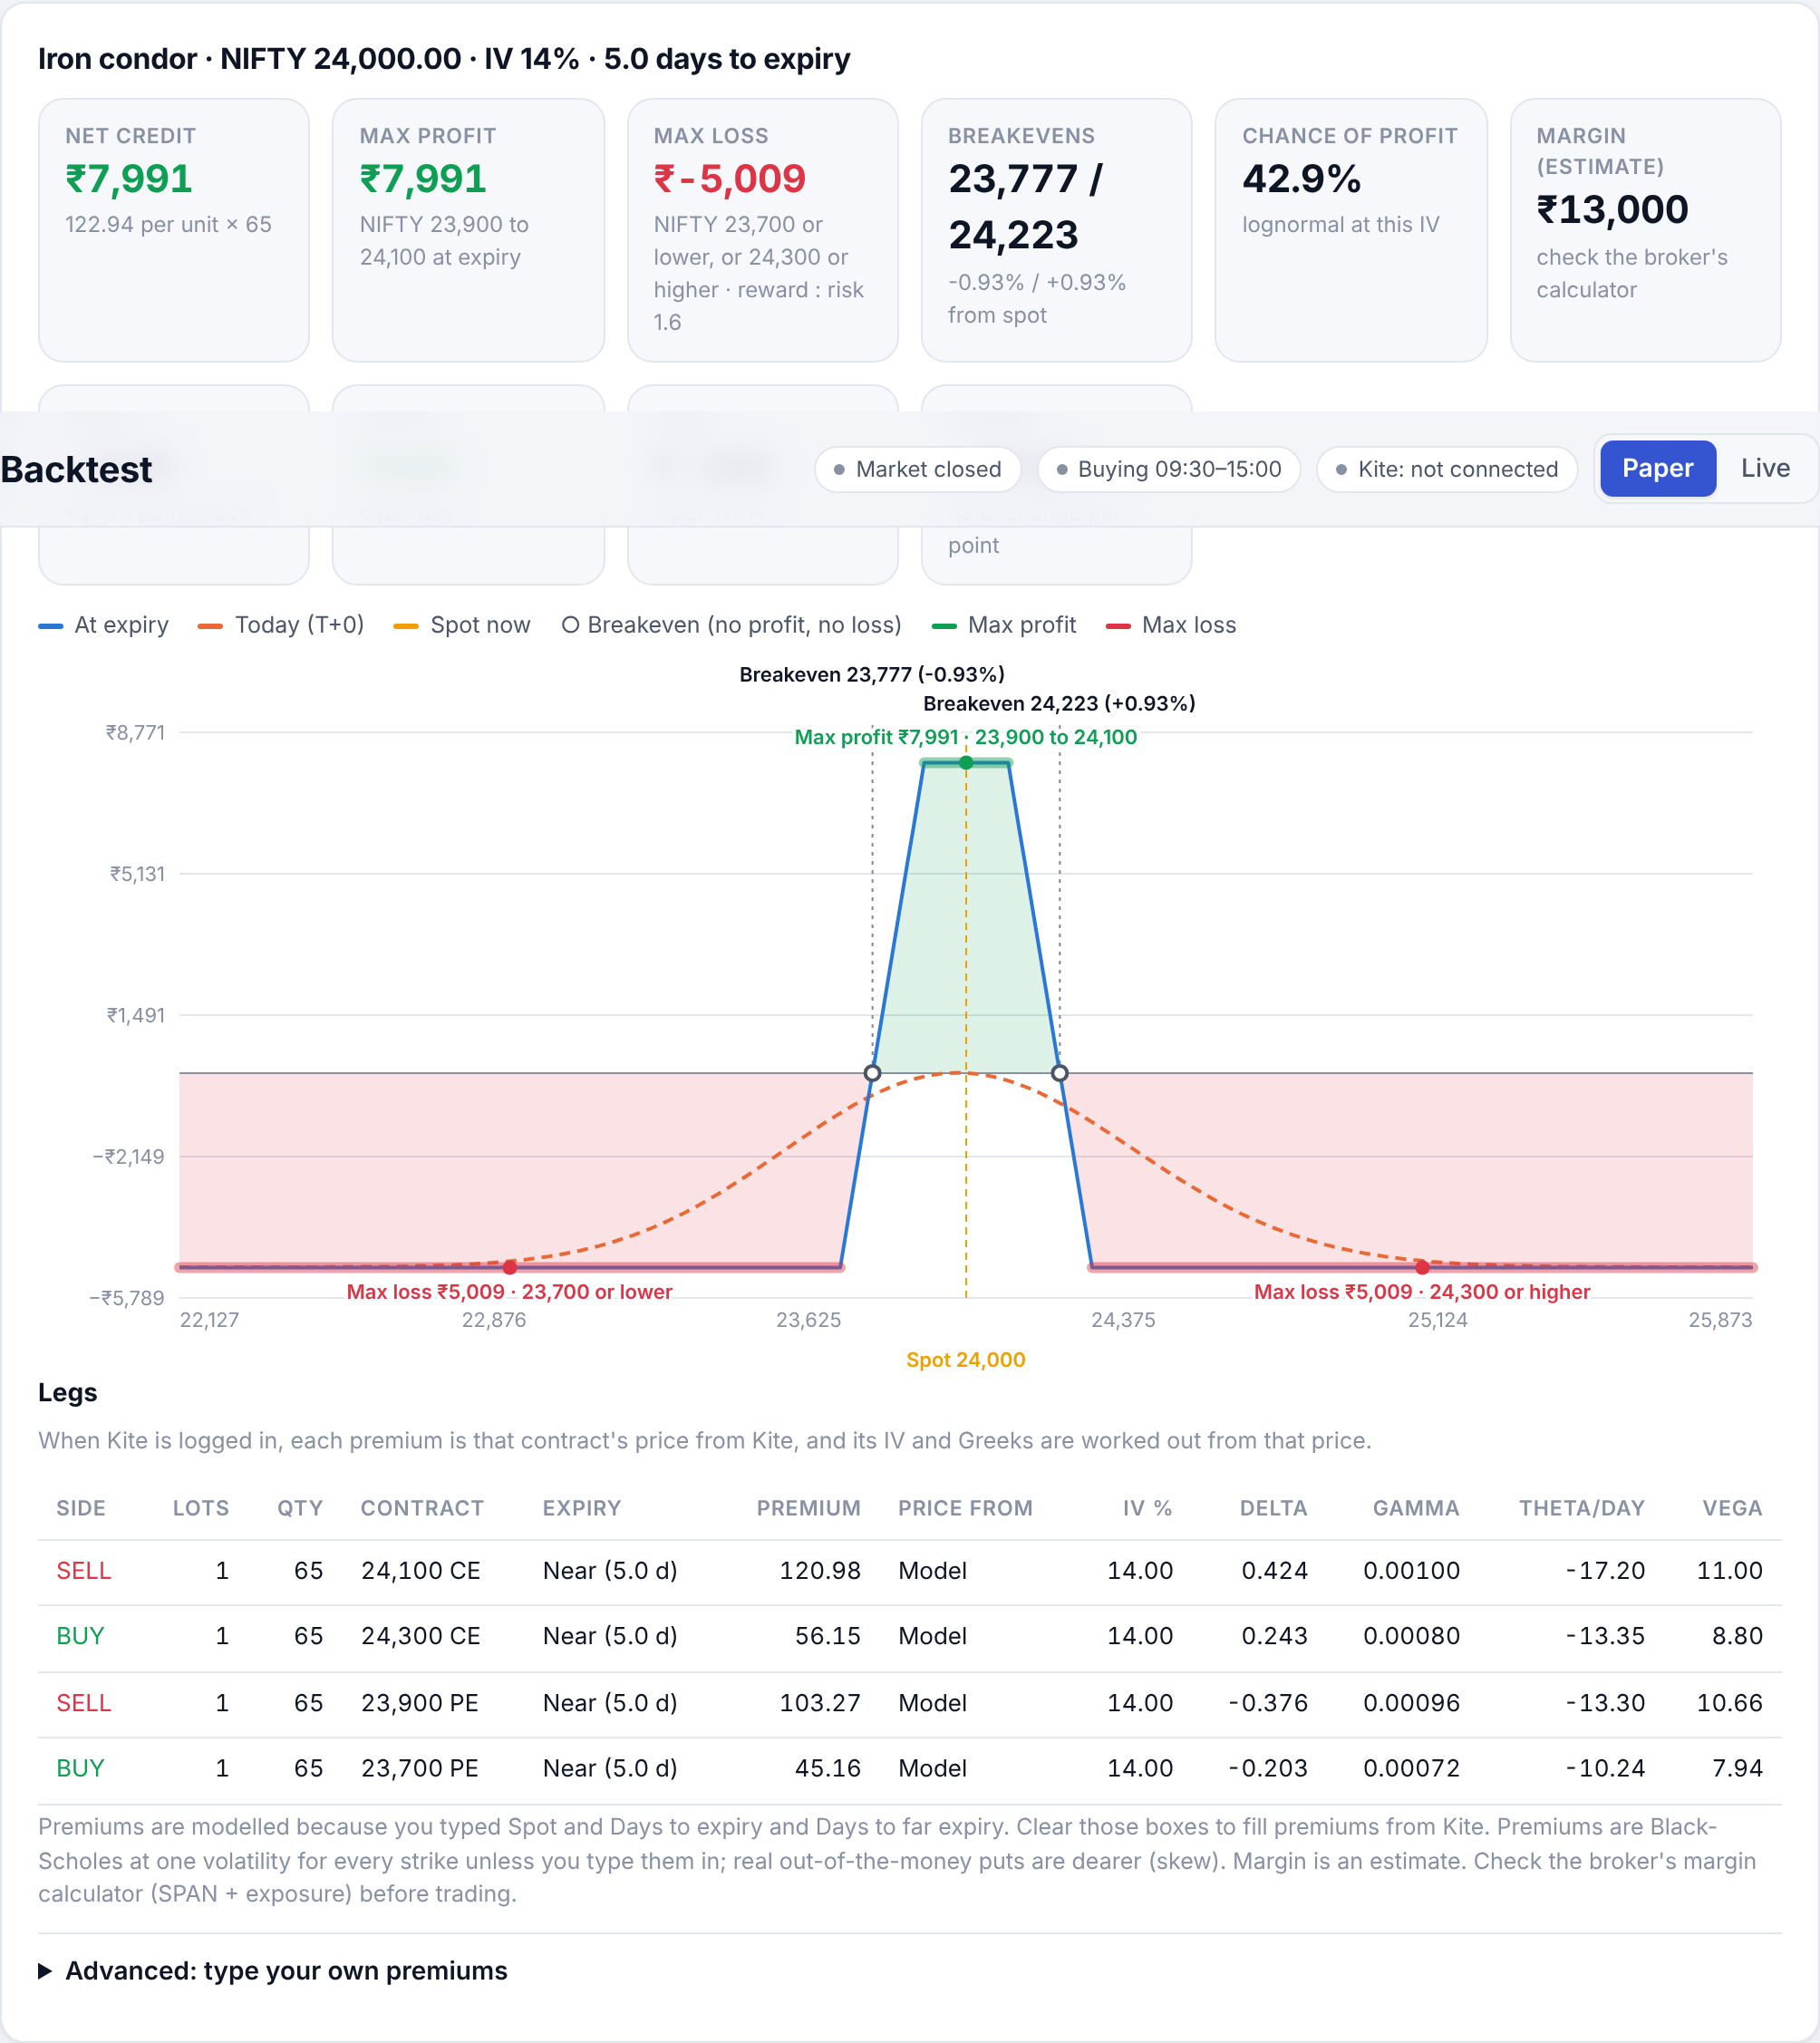 Iron condor · NIFTY 24,000.00 · IV 14% · 5.0 days to expiry
NET CREDIT
₹7,991
122.94 per unit × 65
MAX PROFIT
₹7,991
NIFTY 23,900 to
24,100 at expiry
MAX LOSS
₹-5,009
NIFTY 23,700 or
lower, or 24,300 or
higher · reward : risk
1.6
BREAKEVENS
23,777 /
24,223
-0.93% / +0.93%
from spot
CHANCE OF PROFIT
42.9%
lognormal at this IV
MARGIN
(ESTIMATE)
₹13,000
check the broker's
calculator
Backtest
Market closed
Buying 09:30–15:00
Kite: not connected
Paper
Live
point
At expiry
Today (T+0)
Spot now
Breakeven (no profit, no loss)
Max profit
Max loss
Breakeven 23,777 (-0.93%)
Breakeven 24,223 (+0.93%)
Max profit ₹7,991 · 23,900 to 24,100
₹8,771
₹5,131
₹1,491
−₹2,149
−₹5,789
Max loss ₹5,009 · 23,700 or lower
Max loss ₹5,009 · 24,300 or higher
22,127 22,876 23,625 24,375 25,124 25,873
Spot 24,000
Legs
When Kite is logged in, each premium is that contract's price from Kite, and its IV and Greeks are worked out from that price.
SIDE LOTS QTY CONTRACT EXPIRY PREMIUM PRICE FROM IV % DELTA GAMMA THETA/DAY VEGA
SELL 1 65 24,100 CE Near (5.0 d) 120.98 Model 14.00 0.424 0.00100 -17.20 11.00
BUY 1 65 24,300 CE Near (5.0 d) 56.15 Model 14.00 0.243 0.00080 -13.35 8.80
SELL 1 65 23,900 PE Near (5.0 d) 103.27 Model 14.00 -0.376 0.00096 -13.30 10.66
BUY 1 65 23,700 PE Near (5.0 d) 45.16 Model 14.00 -0.203 0.00072 -10.24 7.94
Premiums are modelled because you typed Spot and Days to expiry and Days to far expiry. Clear those boxes to fill premiums from Kite. Premiums are Black-
Scholes at one volatility for every strike unless you type them in; real out-of-the-money puts are dearer (skew). Margin is an estimate. Check the broker's margin
calculator (SPAN + exposure) before trading.
Advanced: type your own premiums